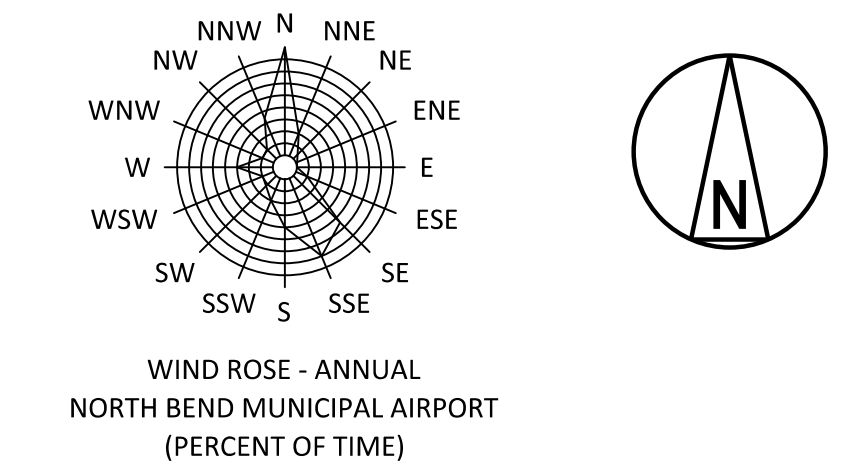 N
NNW
NNE
NW
NE
WNW
ENE
W
E
WSW
ESE
SW
SE
SSW
SSE
S
N
WIND ROSE - ANNUAL
NORTH BEND MUNICIPAL AIRPORT
(PERCENT OF TIME)